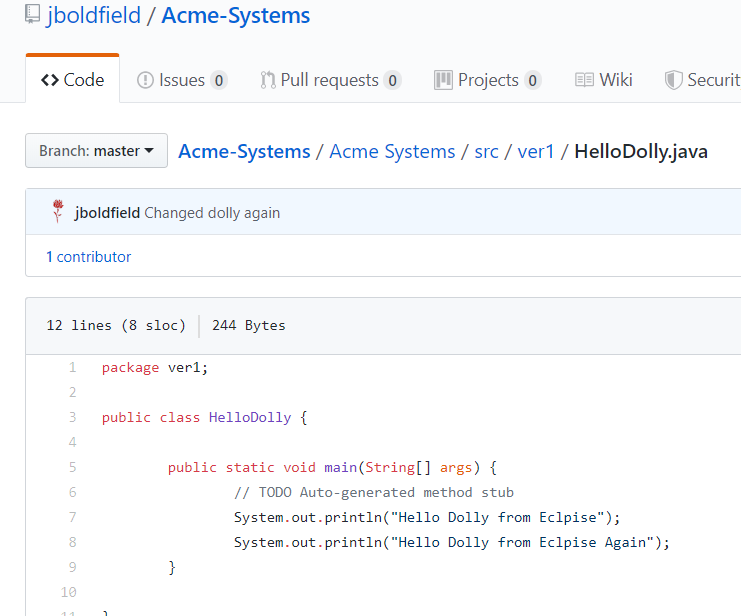 jboldfield / Acme-Systems
Code Issues 0 Pull requests 0 Projects 0 Wiki Securit
Branch: master Acme-Systems / Acme Systems / src / ver1 / HelloDolly.java
jboldfield Changed dolly again
1 contributor
12 lines (8 sloc) 244 Bytes
1 package ver1;
2
3 public class HelloDolly {
4
5 public static void main(String[] args) {
6 // TODO Auto-generated method stub
7 System.out.println("Hello Dolly from Eclpise");
8 System.out.println("Hello Dolly from Eclpise Again");
9 }
10
11 }